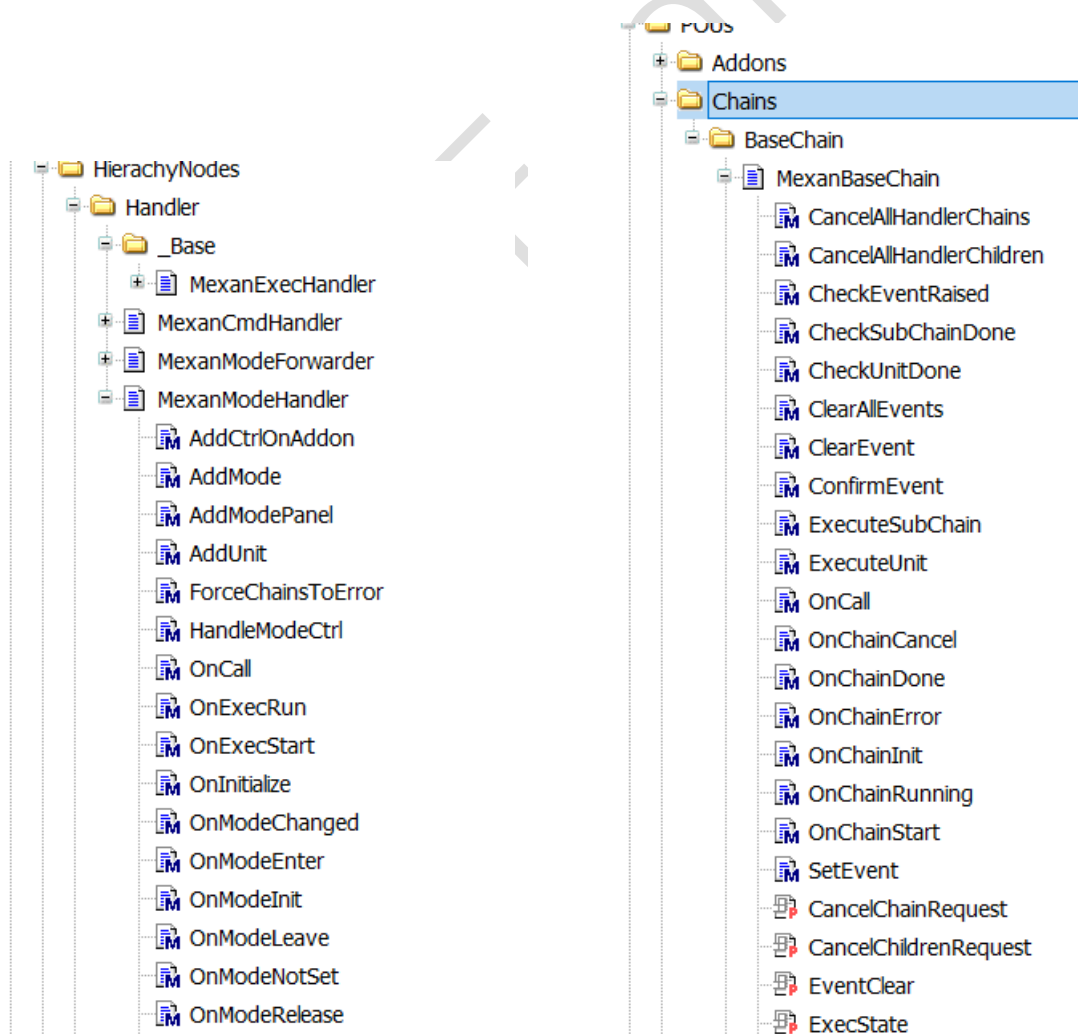 HierachyNodes
Handler
_Base
MexanExecHandler
MexanCmdHandler
MexanModeForwarder
MexanModeHandler
AddCtrlOnAddon
AddMode
AddModePanel
AddUnit
ForceChainsToError
HandleModeCtrl
OnCall
OnExecRun
OnExecStart
OnInitialize
OnModeChanged
OnModeEnter
OnModeInit
OnModeLeave
OnModeNotSet
OnModeRelease
POUs
Addons
Chains
BaseChain
MexanBaseChain
CancelAllHandlerChains
CancelAllHandlerChildren
CheckEventRaised
CheckSubChainDone
CheckUnitDone
ClearAllEvents
ClearEvent
ConfirmEvent
ExecuteSubChain
ExecuteUnit
OnCall
OnChainCancel
OnChainDone
OnChainError
OnChainInit
OnChainRunning
OnChainStart
SetEvent
CancelChainRequest
CancelChildrenRequest
EventClear
ExecState